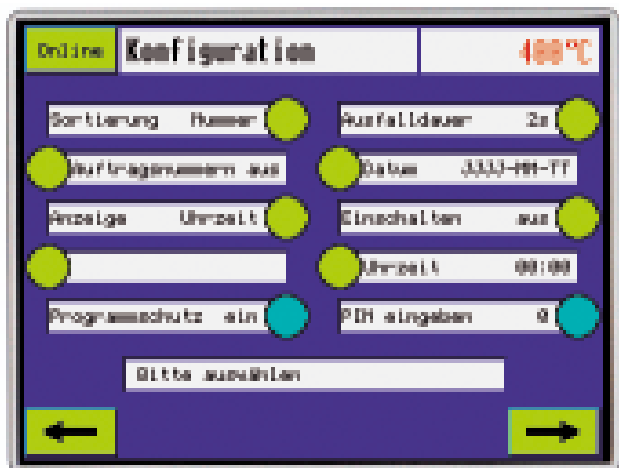 Online Konfiguration 400°C
Sortierung Nummer
Ausfalldauer 2s
Auftragsnummern aus
Datum JJJJ-MM-TT
Anzeige Uhrzeit
Einschalten aus
Uhrzeit 00:00
Programmschutz ein
PIN eingeben 0
Bitte auswählen